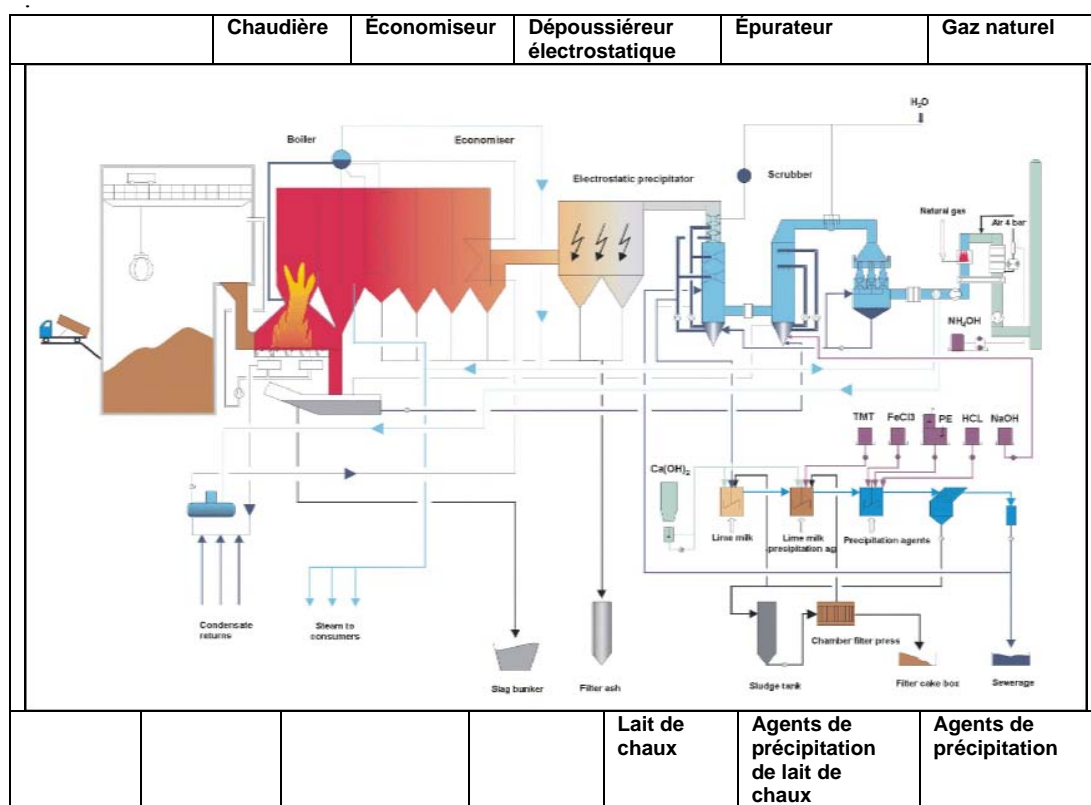 Chaudière
Économiseur
Dépoussiéreur
électrostatique
Épurateur
Gaz naturel
H2O
Boiler
Economiser
Electrostatic precipitator
Scrubber
Natural gas
Air 4 bar
NH4OH
TMT
FeCl3
PE
HCL
NaOH
Ca(OH)2
Lime milk
Lime milk
precipitation ag
Precipitation agents
Condensate
returns
Steam to
consumers
Slag bunker
Filter ash
Sludge tank
Chamber filter press
Filter cake box
Sewerage
Lait de
chaux
Agents de
précipitation
de lait de
chaux
Agents de
précipitation